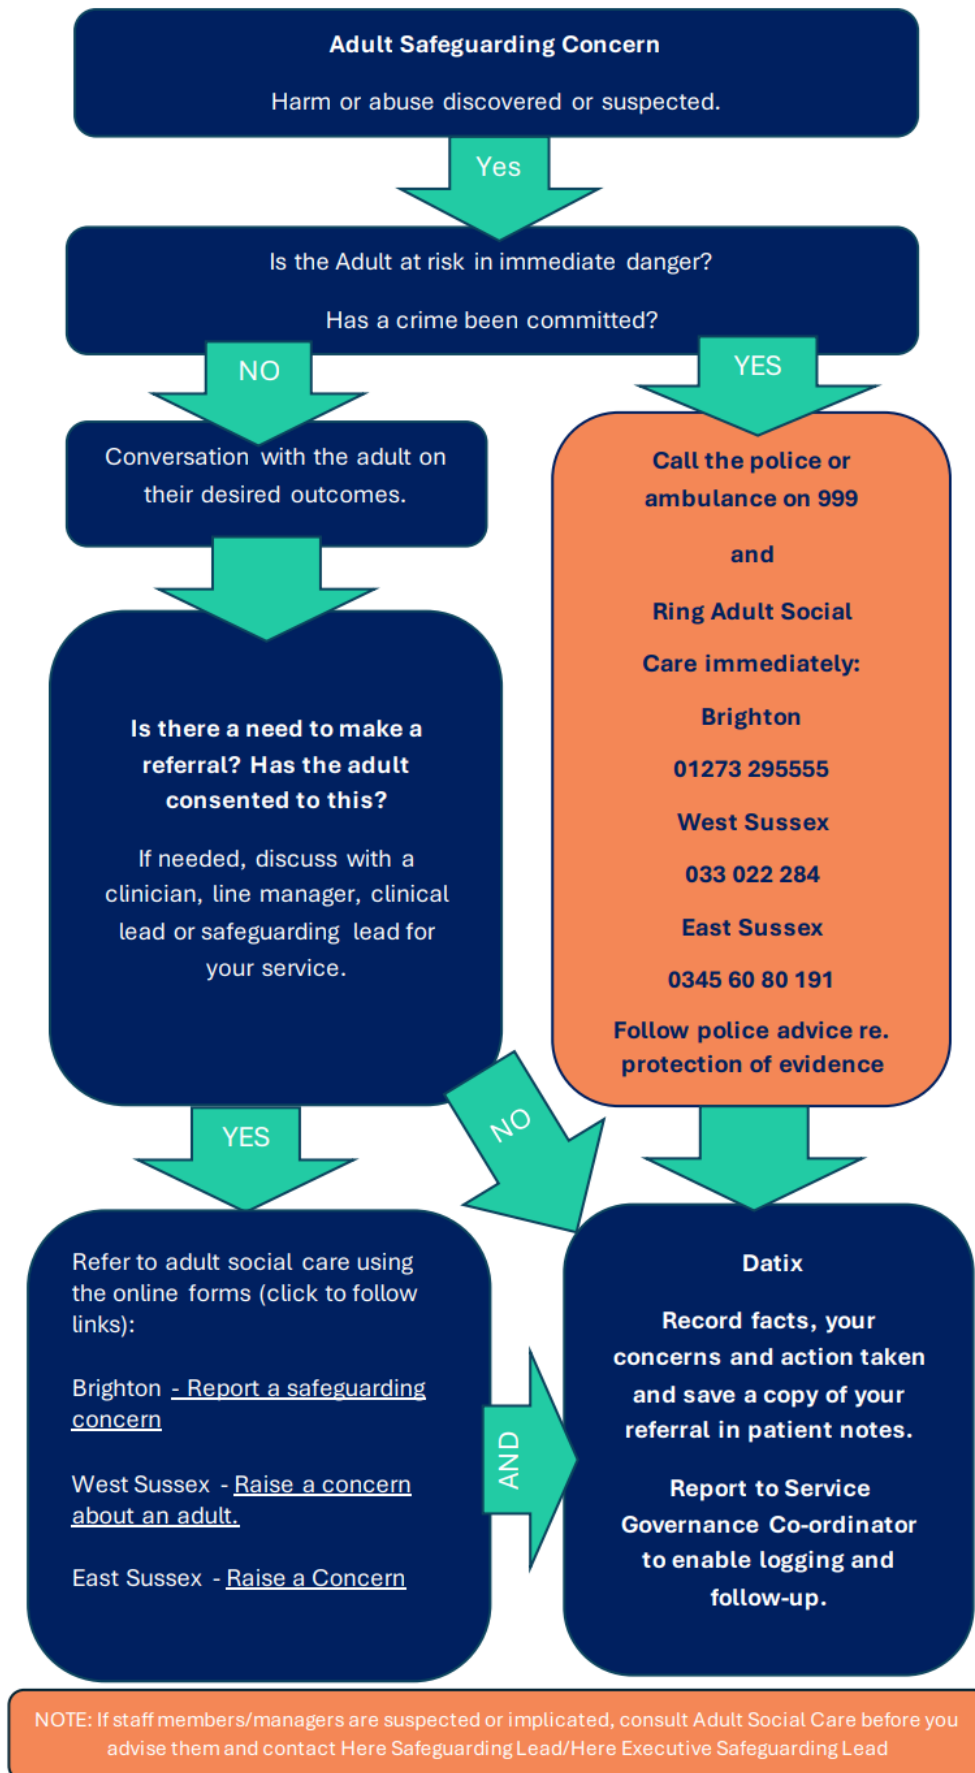 Adult Safeguarding Concern
Harm or abuse discovered or suspected.
Yes
Is the Adult at risk in immediate danger?
Has a crime been committed?
NO
YES
Conversation with the adult on
their desired outcomes.
Call the police or
ambulance on 999
and
Ring Adult Social
Care immediately:
Brighton
01273 295555
West Sussex
033 022 284
East Sussex
0345 60 80 191
Follow police advice re.
protection of evidence
Is there a need to make a
referral? Has the adult
consented to this?
If needed, discuss with a
clinician, line manager, clinical
lead or safeguarding lead for
your service.
YES
NO
Refer to adult social care using
the online forms (click to follow
links):
Brighton - Report a safeguarding
concern
West Sussex - Raise a concern
about an adult.
East Sussex - Raise a Concern
AND
Datix
Record facts, your
concerns and action taken
and save a copy of your
referral in patient notes.
Report to Service
Governance Co-ordinator
to enable logging and
follow-up.
NOTE: If staff members/managers are suspected or implicated, consult Adult Social Care before you
advise them and contact Here Safeguarding Lead/Here Executive Safeguarding Lead